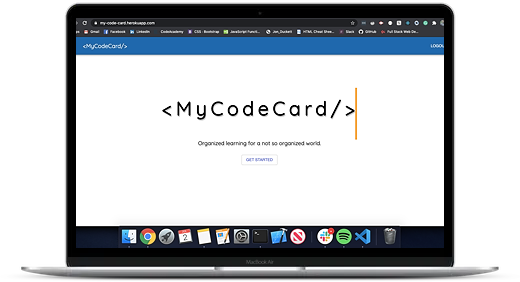 my-code-card.herokuapp.com
Gmail Facebook LinkedIn Codecademy CSS - Bootstrap JavaScript Functi... Jon_Duckett HTML Cheat Shee... Slack GitHub Full Stack Web De...
<MyCodeCard/> LOGOU
<MyCodeCard/>
Organized learning for a not so organized world.
GET STARTED
2
MacBook Air